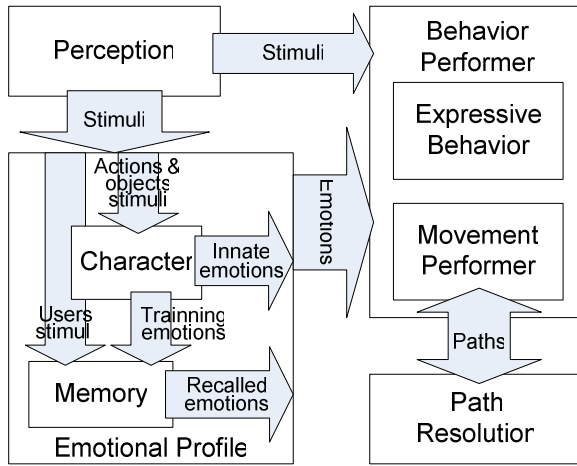 Perception
Stimuli
Behavior
Performer
Expressive
Behavior
Stimuli
Actions &
objects
stimuli
Emotions
Character
Innate
emotions
Movement
Performer
Users
stimul
Trainning
emotions
Paths
Memory
Recalled
emotions
Path
Resolution
Emotional Profile